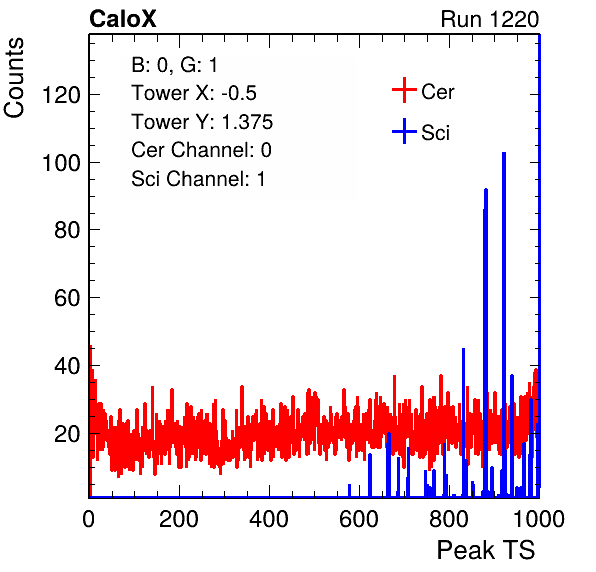 CaloX Run 1220
B: 0, G: 1
Tower X: -0.5
Tower Y: 1.375
Cer Channel: 0
Sci Channel: 1
Cer
Sci
Counts
120
100
80
60
40
20
0 200 400 600 800 1000
Peak TS